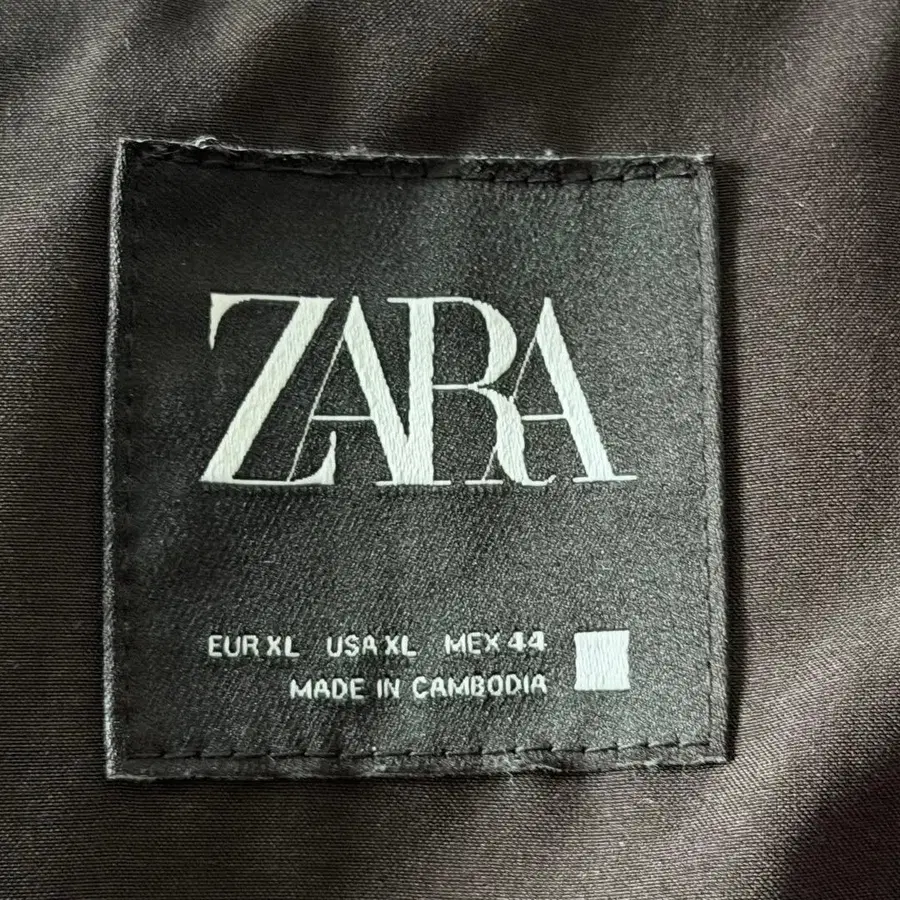 ZARA
EUR XL USA XL MEX 44
MADE IN CAMBODIA